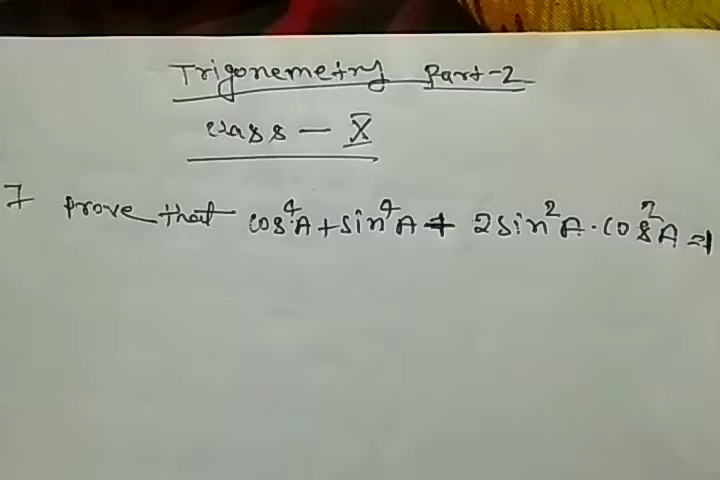 Trigonemetry Part-2
class - X
7 Prove that cos⁴A + sin⁴A + 2sin²A · cos²A = 1